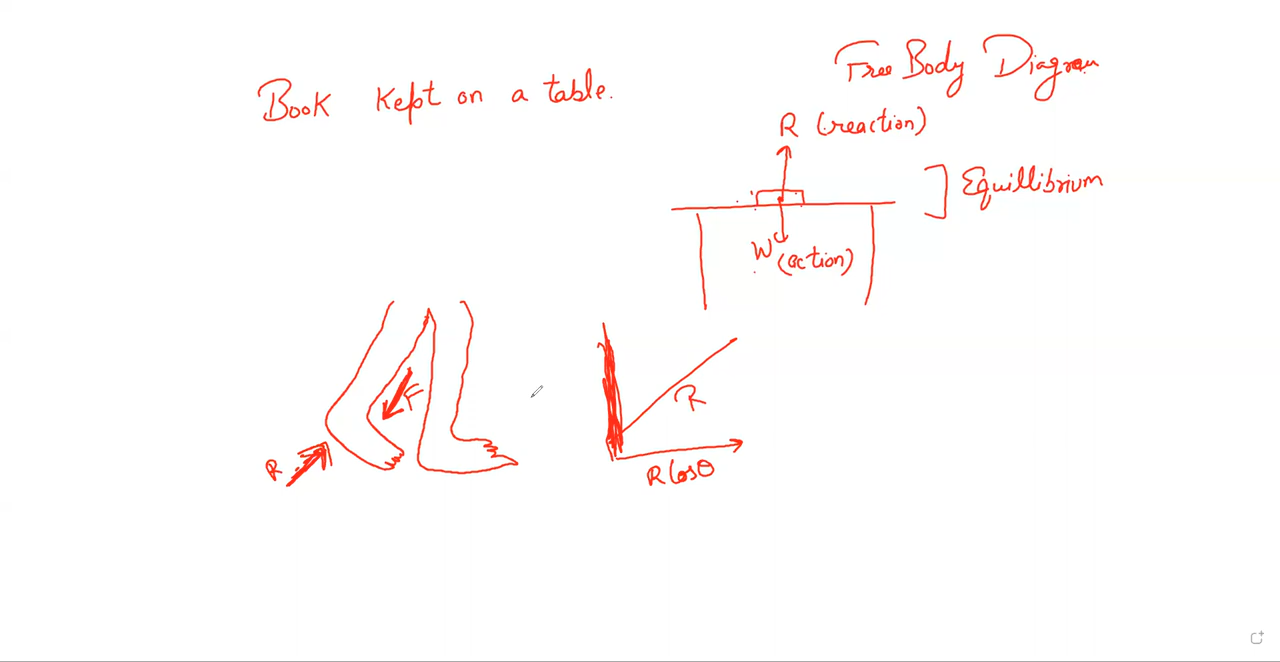 Free Body Diagram
Book kept on a table.
R (reaction)
Equillibrium
W (action)
F
R
R
R Cosθ